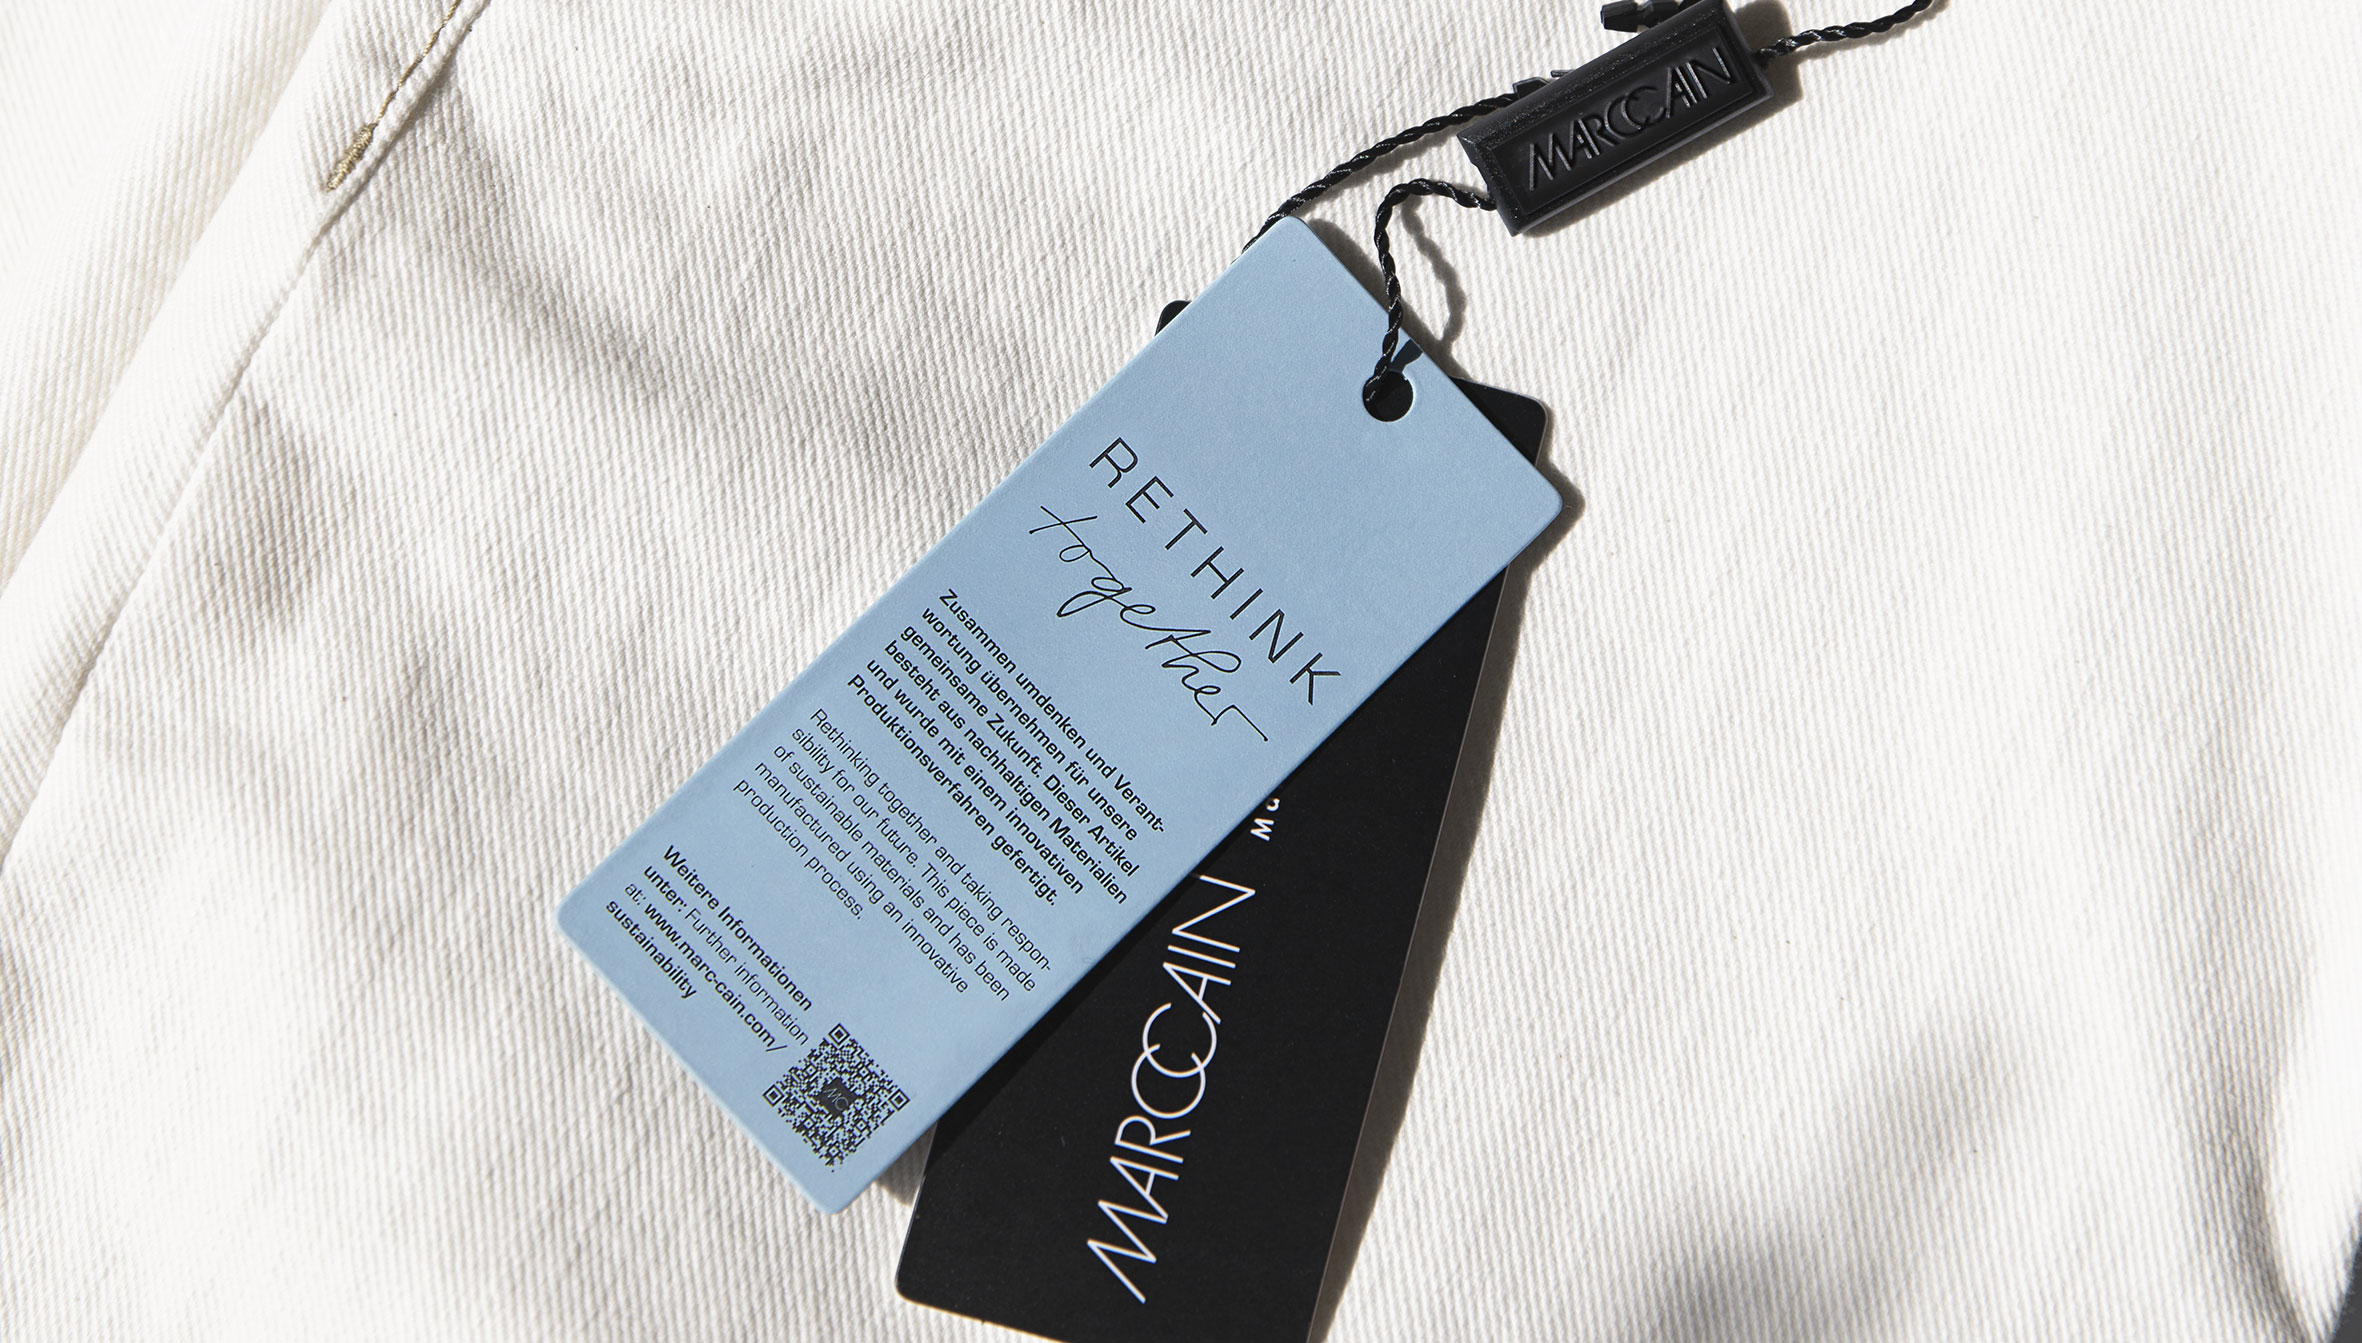 MARCCAIN
RETHINK
together
Zusammen umdenken und Verant-
wortung übernehmen für unsere
gemeinsame Zukunft. Dieser Artikel
besteht aus nachhaltigen Materialien
und wurde mit einem innovativen
Produktionsverfahren gefertigt.
Rethinking together and taking respon-
sibility for our future. This piece is made
of sustainable materials and has been
manufactured using an innovative
production process.
Weitere Informationen
unter: Further information
at: www.marc-cain.com/
sustainability
MARCCAIN